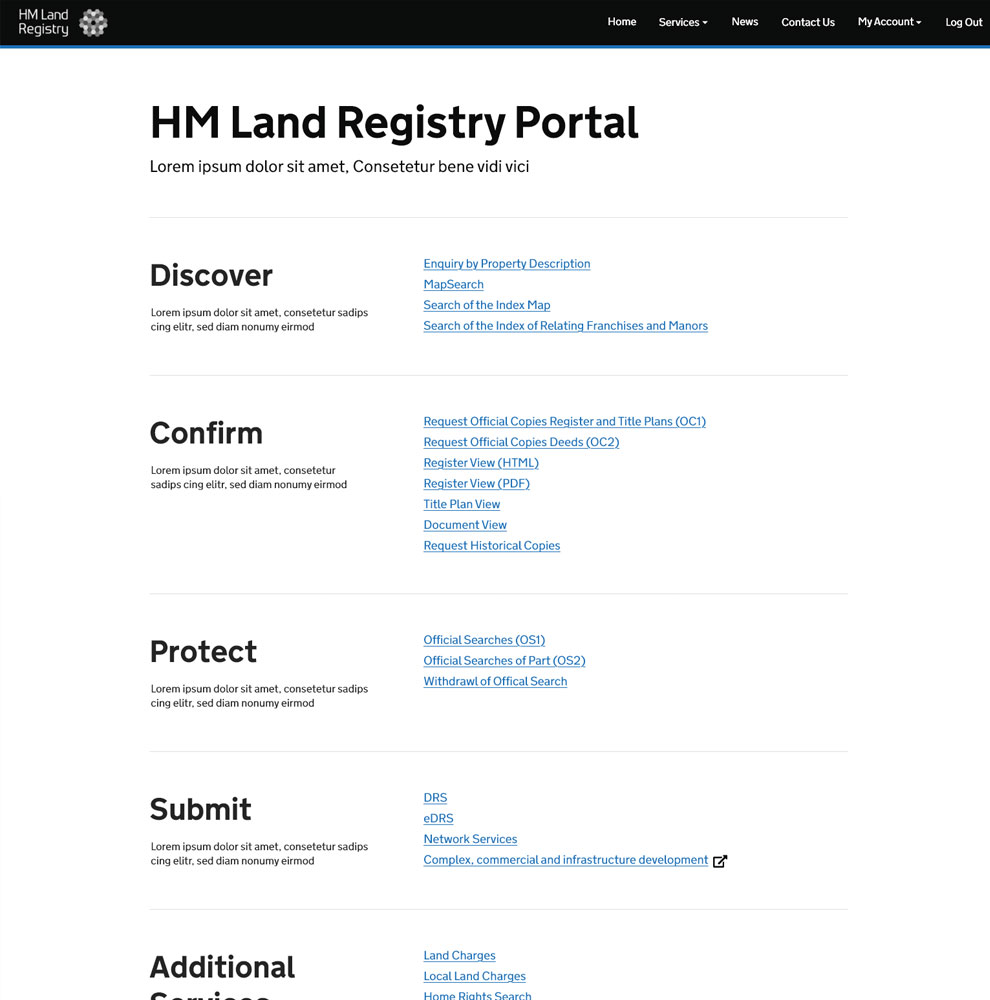 HM Land
Registry
Home Services News Contact Us My Account Log Out
HM Land Registry Portal
Lorem ipsum dolor sit amet, Consetetur bene vidi vici
Discover
Lorem ipsum dolor sit amet, consetetur sadips
cing elitr, sed diam nonumy eirmod
Enquiry by Property Description
MapSearch
Search of the Index Map
Search of the Index of Relating Franchises and Manors
Confirm
Lorem ipsum dolor sit amet, consetetur
sadips cing elitr, sed diam nonumy eirmod
Request Official Copies Register and Title Plans (OC1)
Request Official Copies Deeds (OC2)
Register View (HTML)
Register View (PDF)
Title Plan View
Document View
Request Historical Copies
Protect
Lorem ipsum dolor sit amet, consetetur sadips
cing elitr, sed diam nonumy eirmod
Official Searches (OS1)
Official Searches of Part (OS2)
Withdrawl of Offical Search
Submit
Lorem ipsum dolor sit amet, consetetur sadips
cing elitr, sed diam nonumy eirmod
DRS
eDRS
Network Services
Complex, commercial and infrastructure development
Additional
Services
Land Charges
Local Land Charges
Home Rights Search